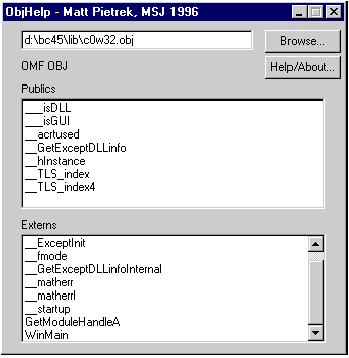 ObjHelp - Matt Pietrek, MSJ 1996
d:\bc45\lib\c0w32.obj
Browse...
OMF OBJ
Help/About...
Publics
___isDLL
___isGUI
__acrtused
__GetExceptDLLinfo
__hInstance
__TLS_index
__TLS_index4
Externs
__ExceptInit
__fmode
__GetExceptDLLinfoInternal
__matherr
__matherrl
__startup
GetModuleHandleA
WinMain